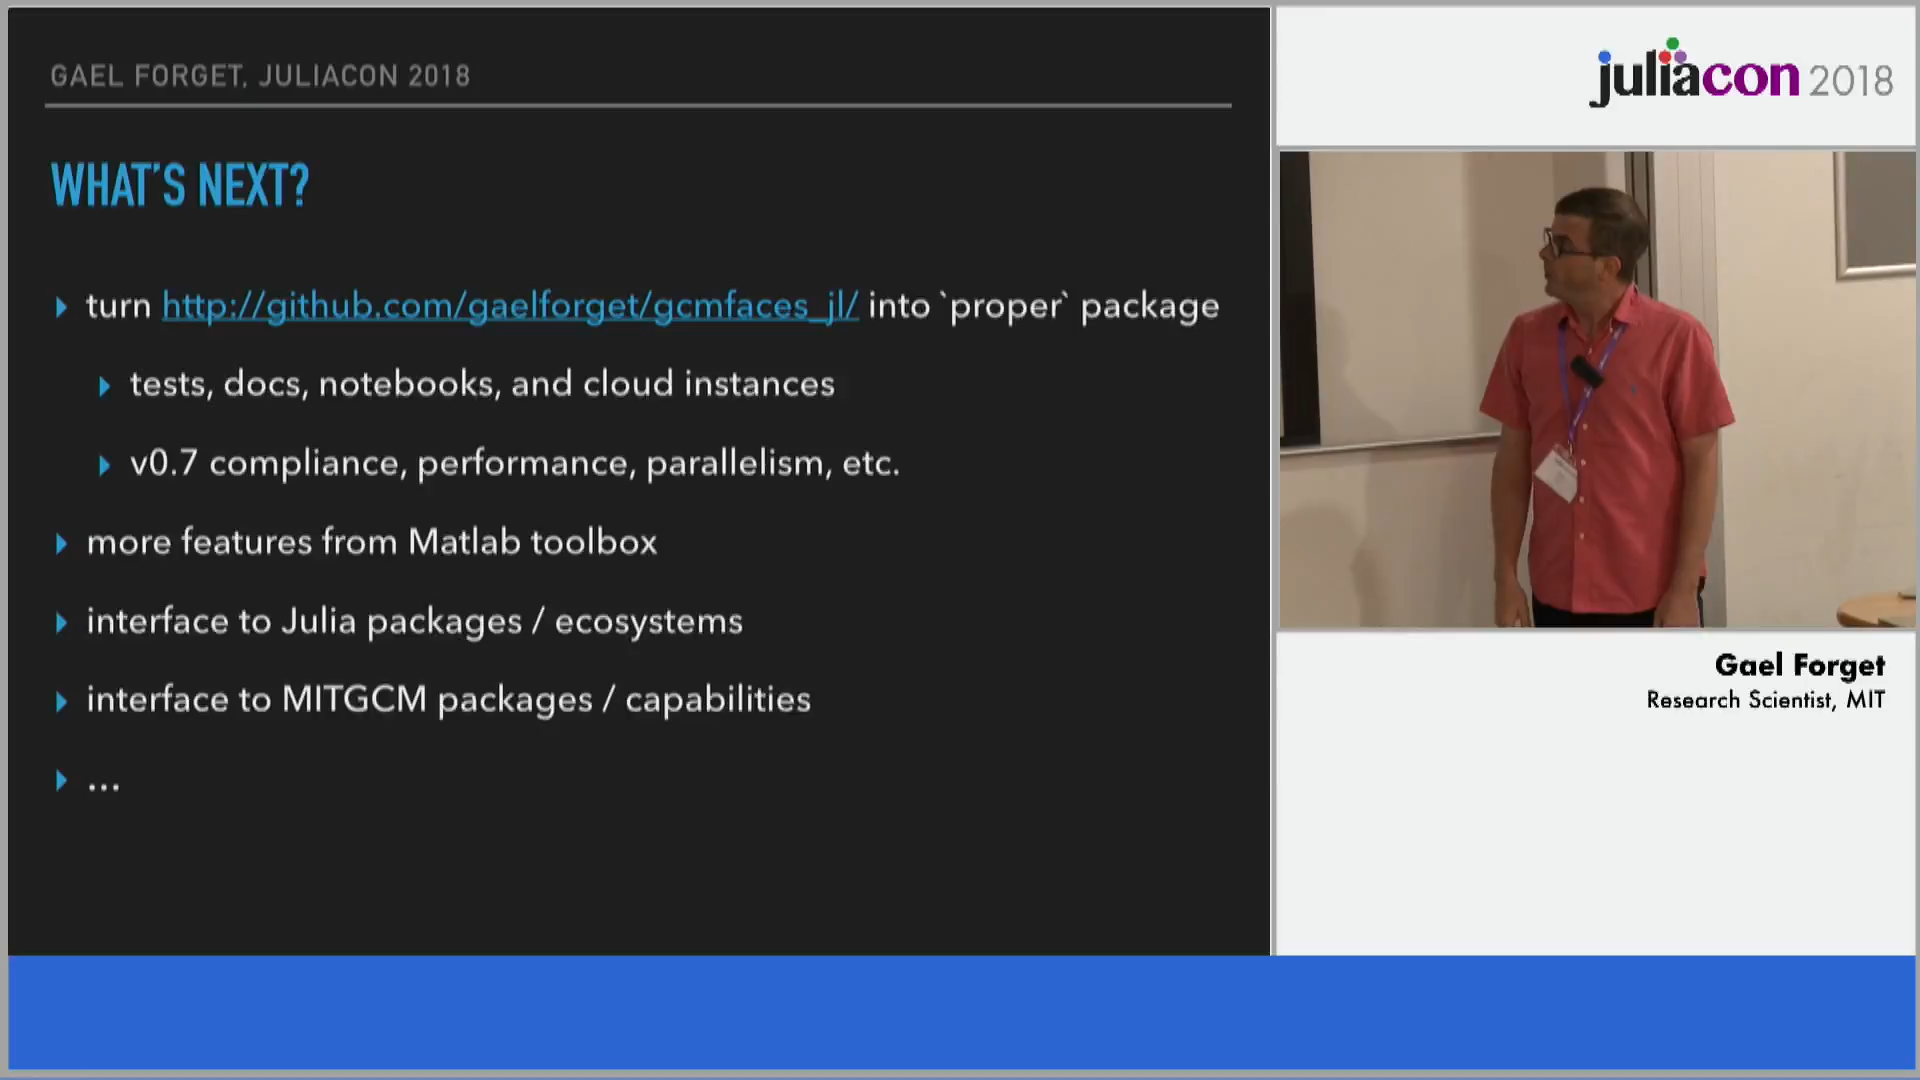 GAEL FORGET, JULIACON 2018
WHAT'S NEXT?
turn http://github.com/gaelforget/gcmfaces_jl/ into `proper` package
tests, docs, notebooks, and cloud instances
v0.7 compliance, performance, parallelism, etc.
more features from Matlab toolbox
interface to Julia packages / ecosystems
interface to MITGCM packages / capabilities
...
juliacon 2018
Gael Forget
Research Scientist, MIT